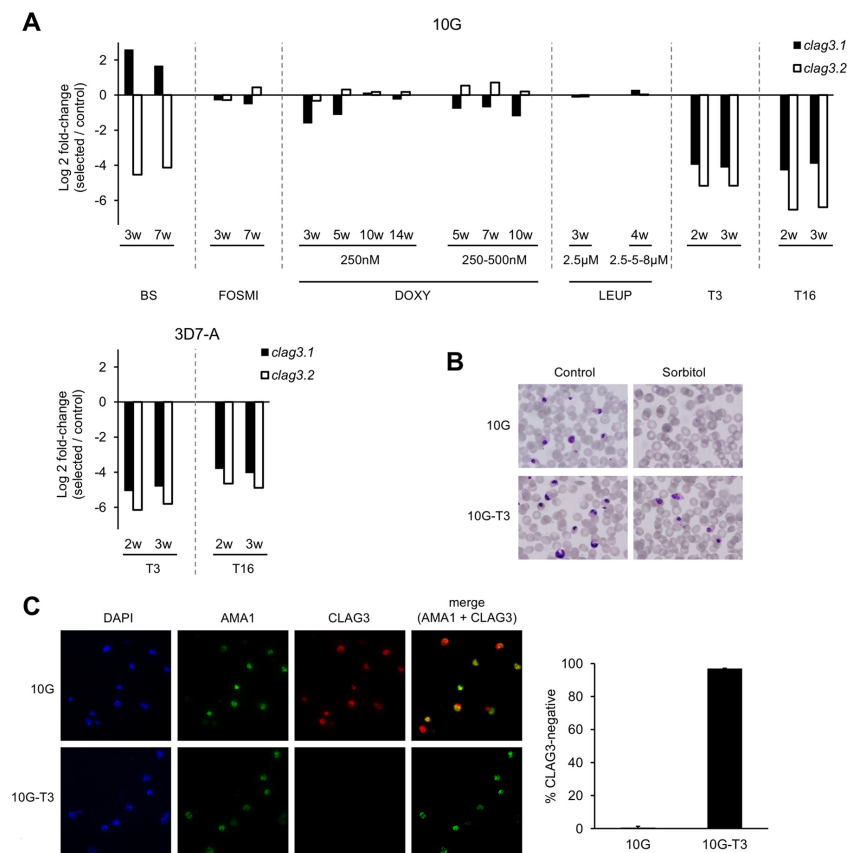 A
10G
clag3.1
clag3.2
Log 2 fold-change
(selected / control)
2
0
-2
-4
-6
3w 7w 3w 7w 3w 5w 10w 14w 5w 7w 10w 3w 4w 2w 3w 2w 3w
250nM 250-500nM 2.5µM 2.5-5-8µM
BS FOSMI DOXY LEUP T3 T16
3D7-A
clag3.1
clag3.2
Log 2 fold-change
(selected / control)
2
0
-2
-4
-6
2w 3w 2w 3w
T3 T16
B
Control Sorbitol
10G
10G-T3
C
DAPI AMA1 CLAG3 merge
(AMA1 + CLAG3)
10G
10G-T3
% CLAG3-negative
100
80
60
40
20
0
10G 10G-T3